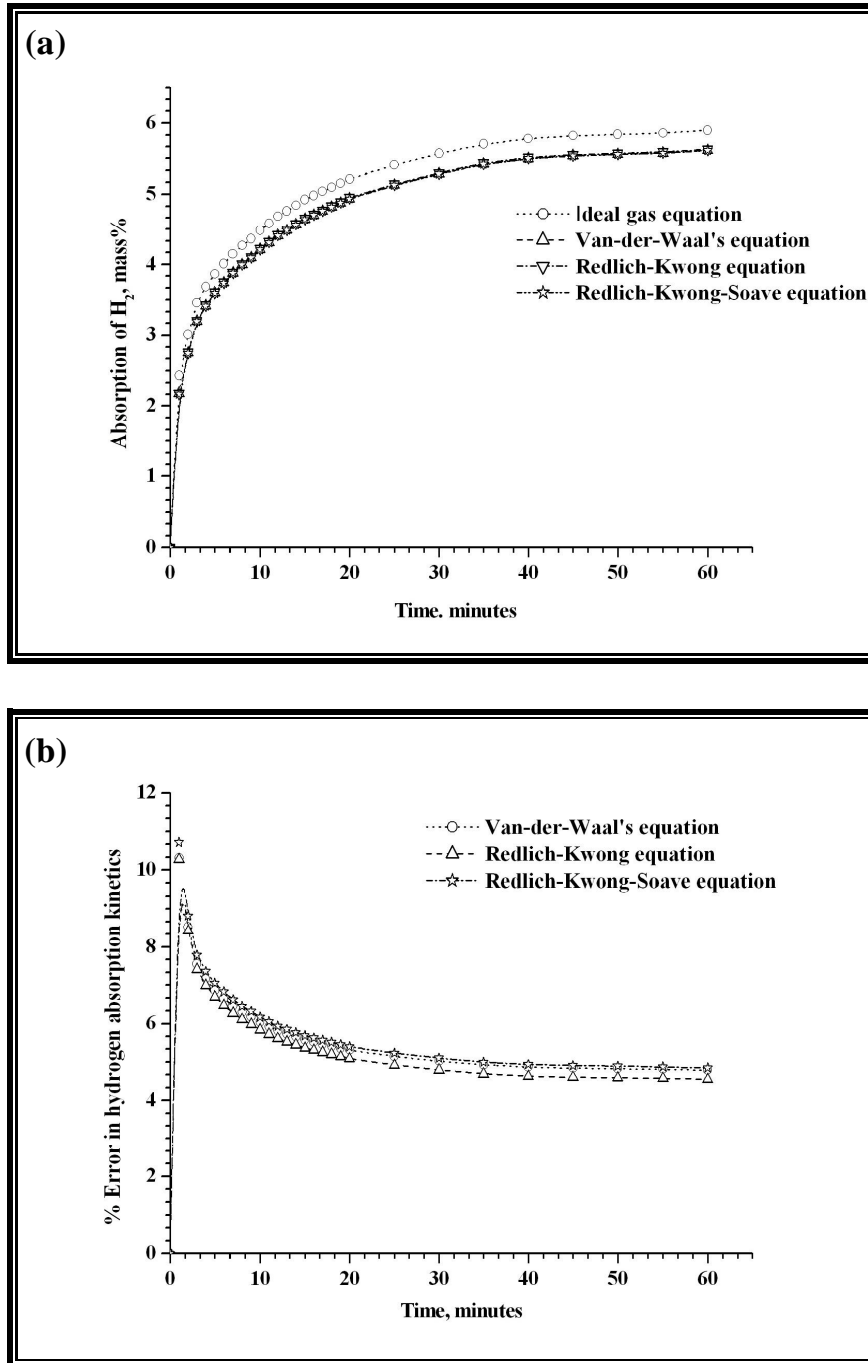 (a)
6
5
4
3
2
1
0
Absorption of H2, mass%
Ideal gas equation
Van-der-Waal's equation
Redlich-Kwong equation
Redlich-Kwong-Soave equation
0 10 20 30 40 50 60
Time. minutes
(b)
12
10
8
6
4
2
0
% Error in hydrogen absorption kinetics
Van-der-Waal's equation
Redlich-Kwong equation
Redlich-Kwong-Soave equation
0 10 20 30 40 50 60
Time, minutes